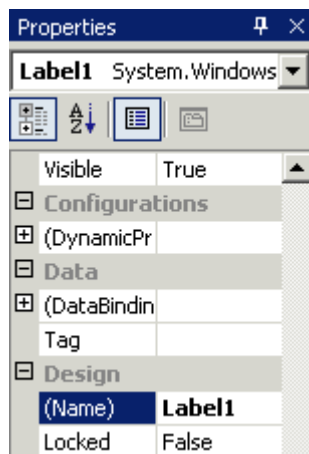 Properties
Label1 System.Windows
Visible True
Configurations
(DynamicPr
Data
(DataBindin
Tag
Design
(Name) Label1
Locked False